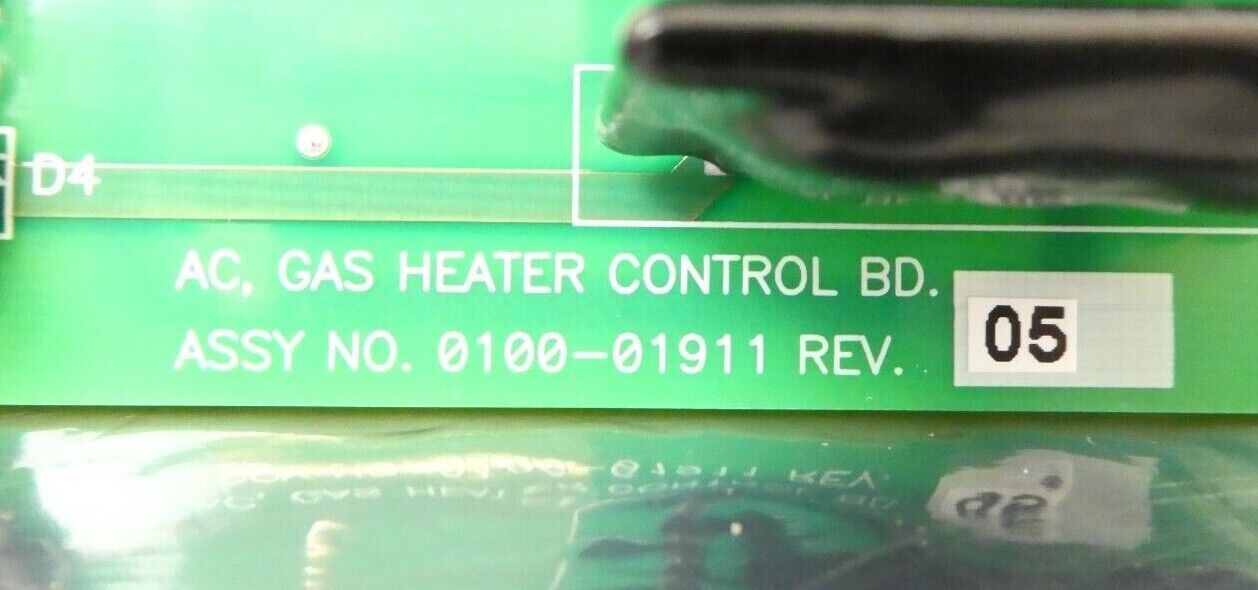 D4
AC, GAS HEATER CONTROL BD.
ASSY NO. 0100-01911 REV. 05